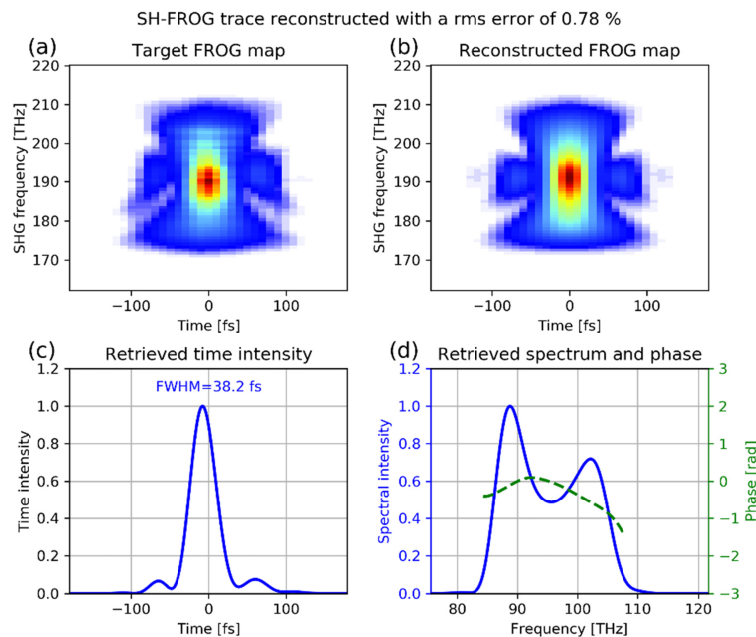 SH-FROG trace reconstructed with a rms error of 0.78 %
(a) Target FROG map
220
210
200
190
180
170
SHG frequency [THz]
−100 0 100
Time [fs]
(b) Reconstructed FROG map
220
210
200
190
180
170
SHG frequency [THz]
−100 0 100
Time [fs]
(c) Retrieved time intensity
FWHM=38.2 fs
1.2
1.0
0.8
0.6
0.4
0.2
0.0
Time intensity
−100 0 100
Time [fs]
(d) Retrieved spectrum and phase
1.2
1.0
0.8
0.6
0.4
0.2
0.0
Spectral intensity
3
2
1
0
−1
−2
−3
Phase [rad]
80 90 100 110 120
Frequency [THz]